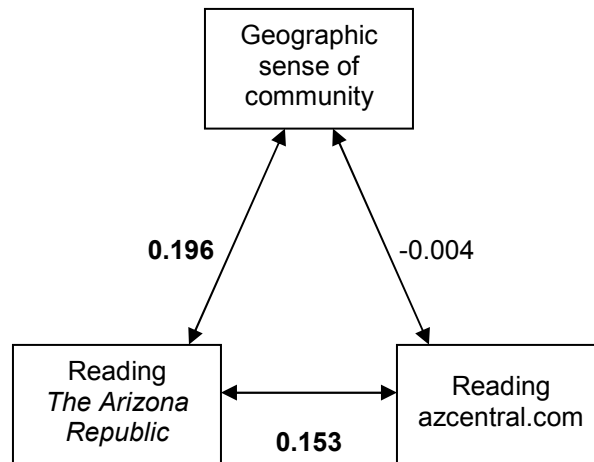 Geographic
sense of
community
0.196
-0.004
Reading
The Arizona
Republic
Reading
azcentral.com
0.153